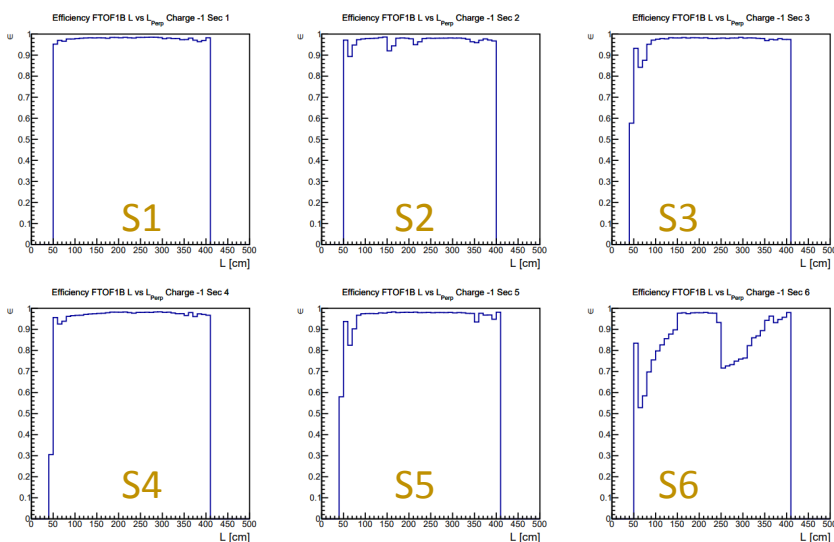 Efficiency FTOF1B L vs L_Perp Charge -1 Sec 1
ε
1
0.9
0.8
0.7
0.6
0.5
0.4
0.3
0.2
0.1
0
S1
0 50 100 150 200 250 300 350 400 450 500
L [cm]
Efficiency FTOF1B L vs L_Perp Charge -1 Sec 2
ε
1
0.9
0.8
0.7
0.6
0.5
0.4
0.3
0.2
0.1
0
S2
0 50 100 150 200 250 300 350 400 450 500
L [cm]
Efficiency FTOF1B L vs L_Perp Charge -1 Sec 3
ε
1
0.9
0.8
0.7
0.6
0.5
0.4
0.3
0.2
0.1
0
S3
0 50 100 150 200 250 300 350 400 450 500
L [cm]
Efficiency FTOF1B L vs L_Perp Charge -1 Sec 4
ε
1
0.9
0.8
0.7
0.6
0.5
0.4
0.3
0.2
0.1
0
S4
0 50 100 150 200 250 300 350 400 450 500
L [cm]
Efficiency FTOF1B L vs L_Perp Charge -1 Sec 5
ε
1
0.9
0.8
0.7
0.6
0.5
0.4
0.3
0.2
0.1
0
S5
0 50 100 150 200 250 300 350 400 450 500
L [cm]
Efficiency FTOF1B L vs L_Perp Charge -1 Sec 6
ε
1
0.9
0.8
0.7
0.6
0.5
0.4
0.3
0.2
0.1
0
S6
0 50 100 150 200 250 300 350 400 450 500
L [cm]